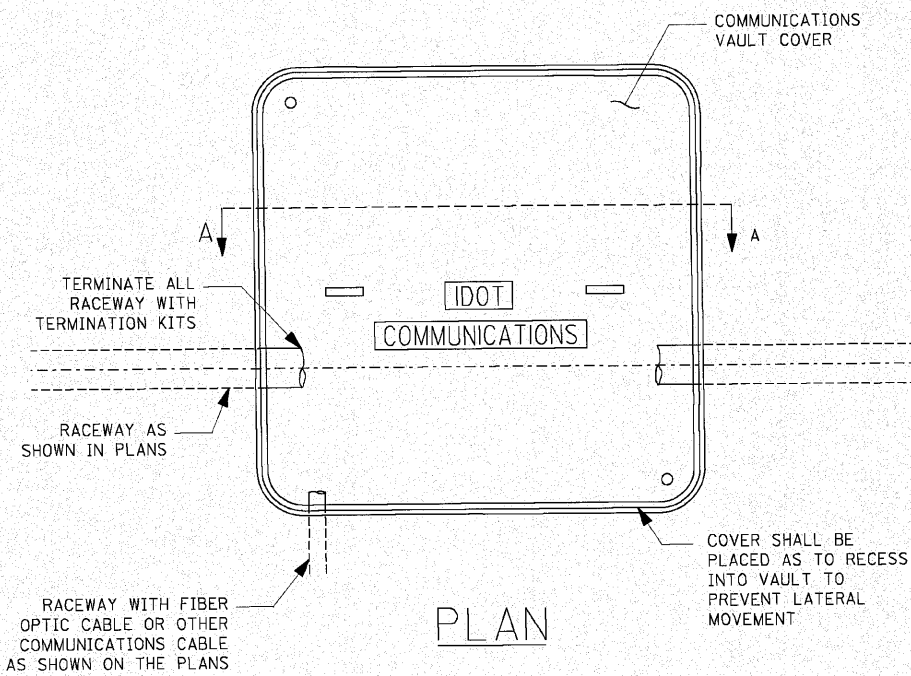 COMMUNICATIONS
VAULT COVER
A
A
TERMINATE ALL
RACEWAY WITH
TERMINATION KITS
IDOT
COMMUNICATIONS
RACEWAY AS
SHOWN IN PLANS
COVER SHALL BE
PLACED AS TO RECESS
INTO VAULT TO
PREVENT LATERAL
MOVEMENT
RACEWAY WITH FIBER
OPTIC CABLE OR OTHER
COMMUNICATIONS CABLE
AS SHOWN ON THE PLANS
PLAN